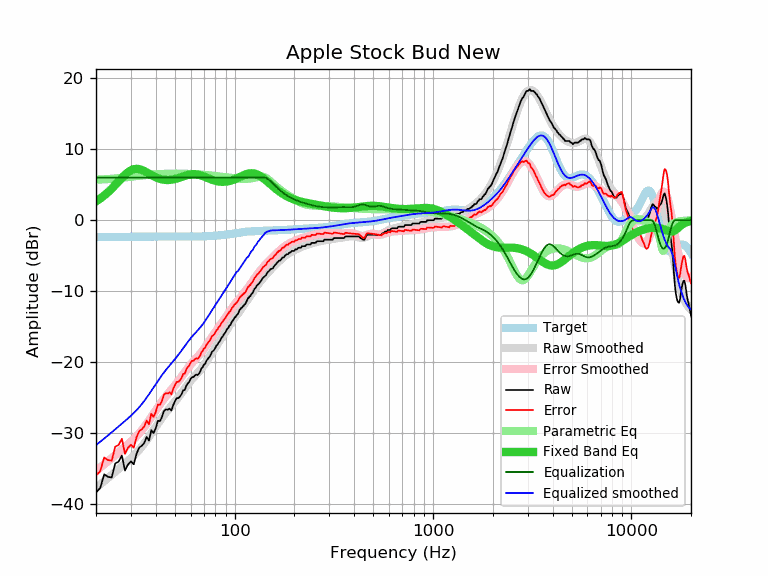 Apple Stock Bud New
Amplitude (dBr)
20
10
0
−10
−20
−30
−40
Target
Raw Smoothed
Error Smoothed
Raw
Error
Parametric Eq
Fixed Band Eq
Equalization
Equalized smoothed
100 1000 10000
Frequency (Hz)